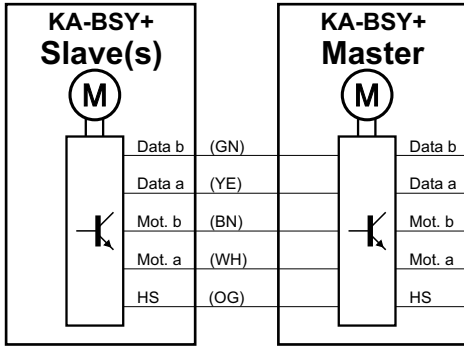 KA-BSY+
Slave(s)
M
Data b (GN)
Data a (YE)
Mot. b (BN)
Mot. a (WH)
HS (OG)
KA-BSY+
Master
M
Data b
Data a
Mot. b
Mot. a
HS